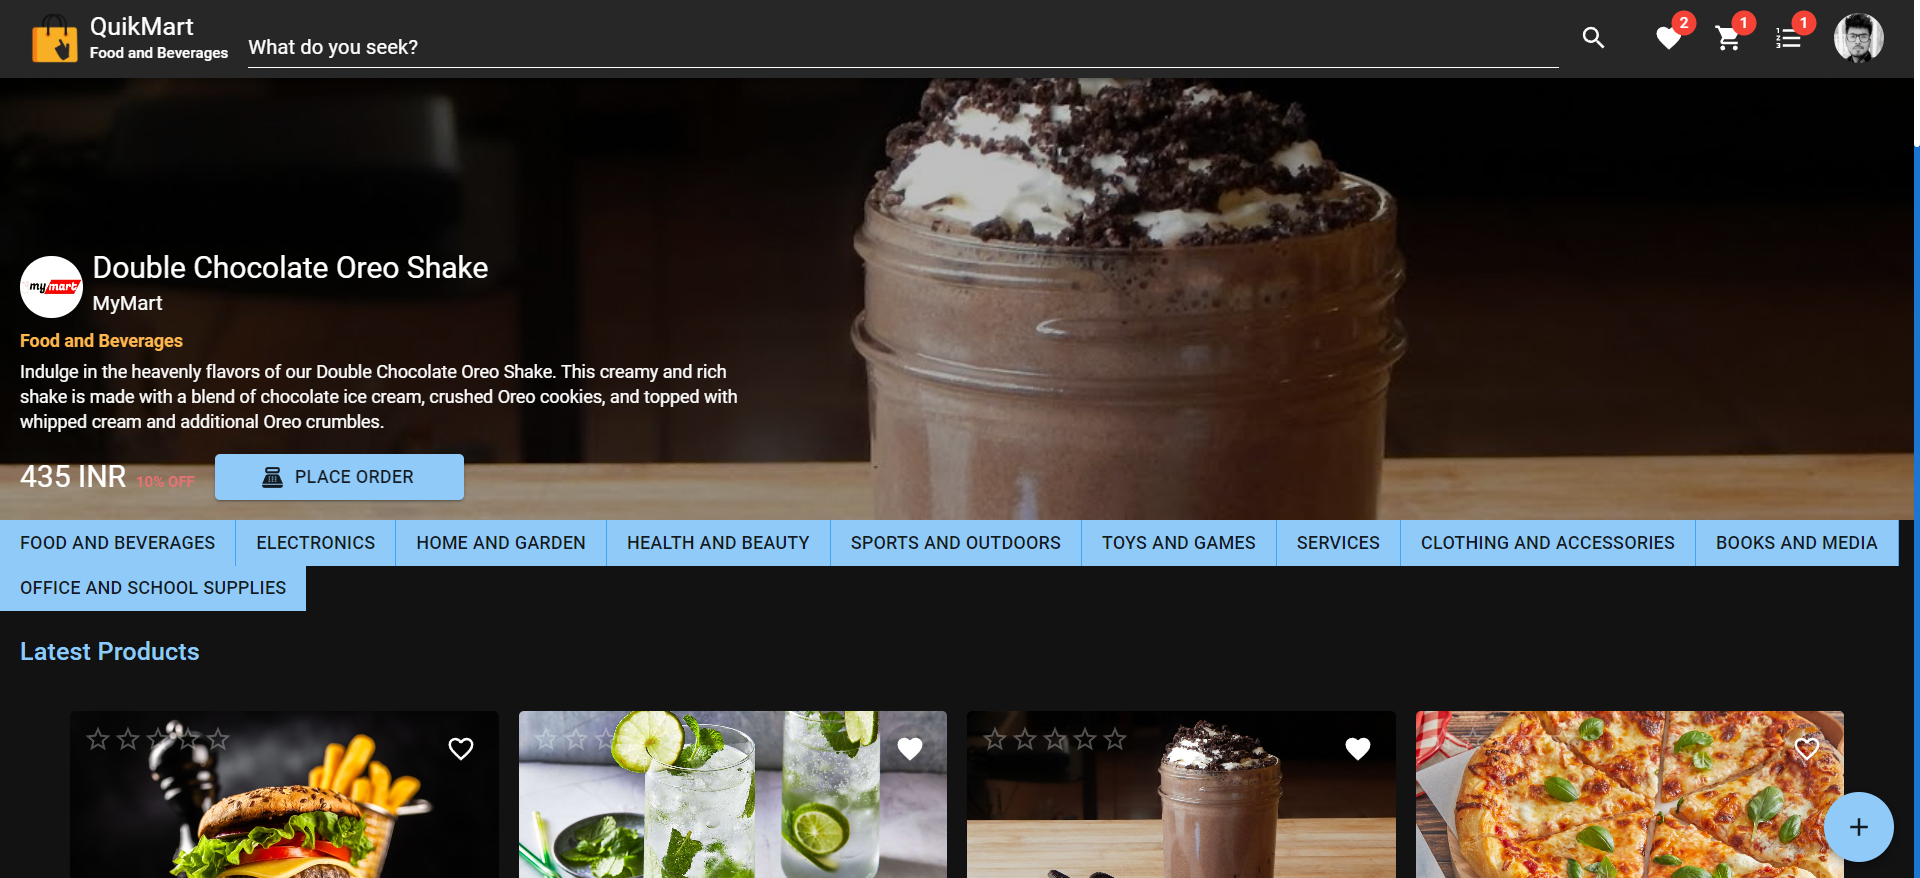 QuikMart
Food and Beverages
What do you seek?
2
1
1
Double Chocolate Oreo Shake
my mart
MyMart
Food and Beverages
Indulge in the heavenly flavors of our Double Chocolate Oreo Shake. This creamy and rich
shake is made with a blend of chocolate ice cream, crushed Oreo cookies, and topped with
whipped cream and additional Oreo crumbles.
435 INR 10% OFF PLACE ORDER
FOOD AND BEVERAGES ELECTRONICS HOME AND GARDEN HEALTH AND BEAUTY SPORTS AND OUTDOORS TOYS AND GAMES SERVICES CLOTHING AND ACCESSORIES BOOKS AND MEDIA
OFFICE AND SCHOOL SUPPLIES
Latest Products